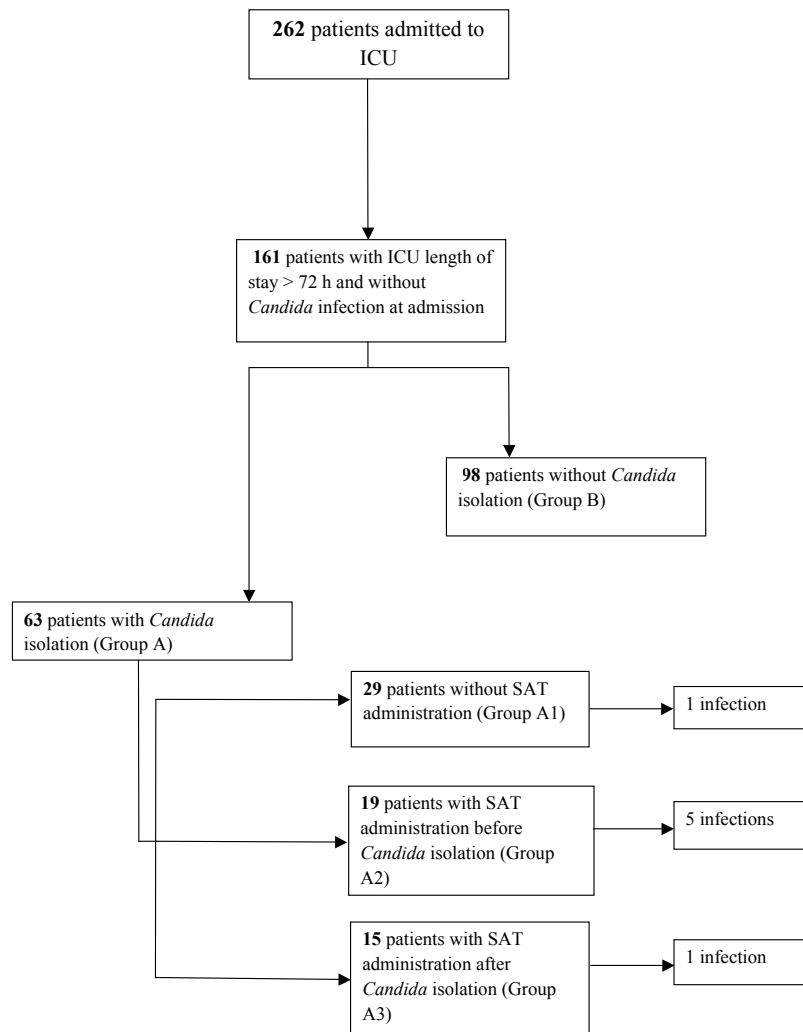 262 patients admitted to
ICU
161 patients with ICU length of
stay > 72 h and without
Candida infection at admission
98 patients without Candida
isolation (Group B)
63 patients with Candida
isolation (Group A)
29 patients without SAT
administration (Group A1)
1 infection
19 patients with SAT
administration before
Candida isolation (Group
A2)
5 infections
15 patients with SAT
administration after
Candida isolation (Group
A3)
1 infection